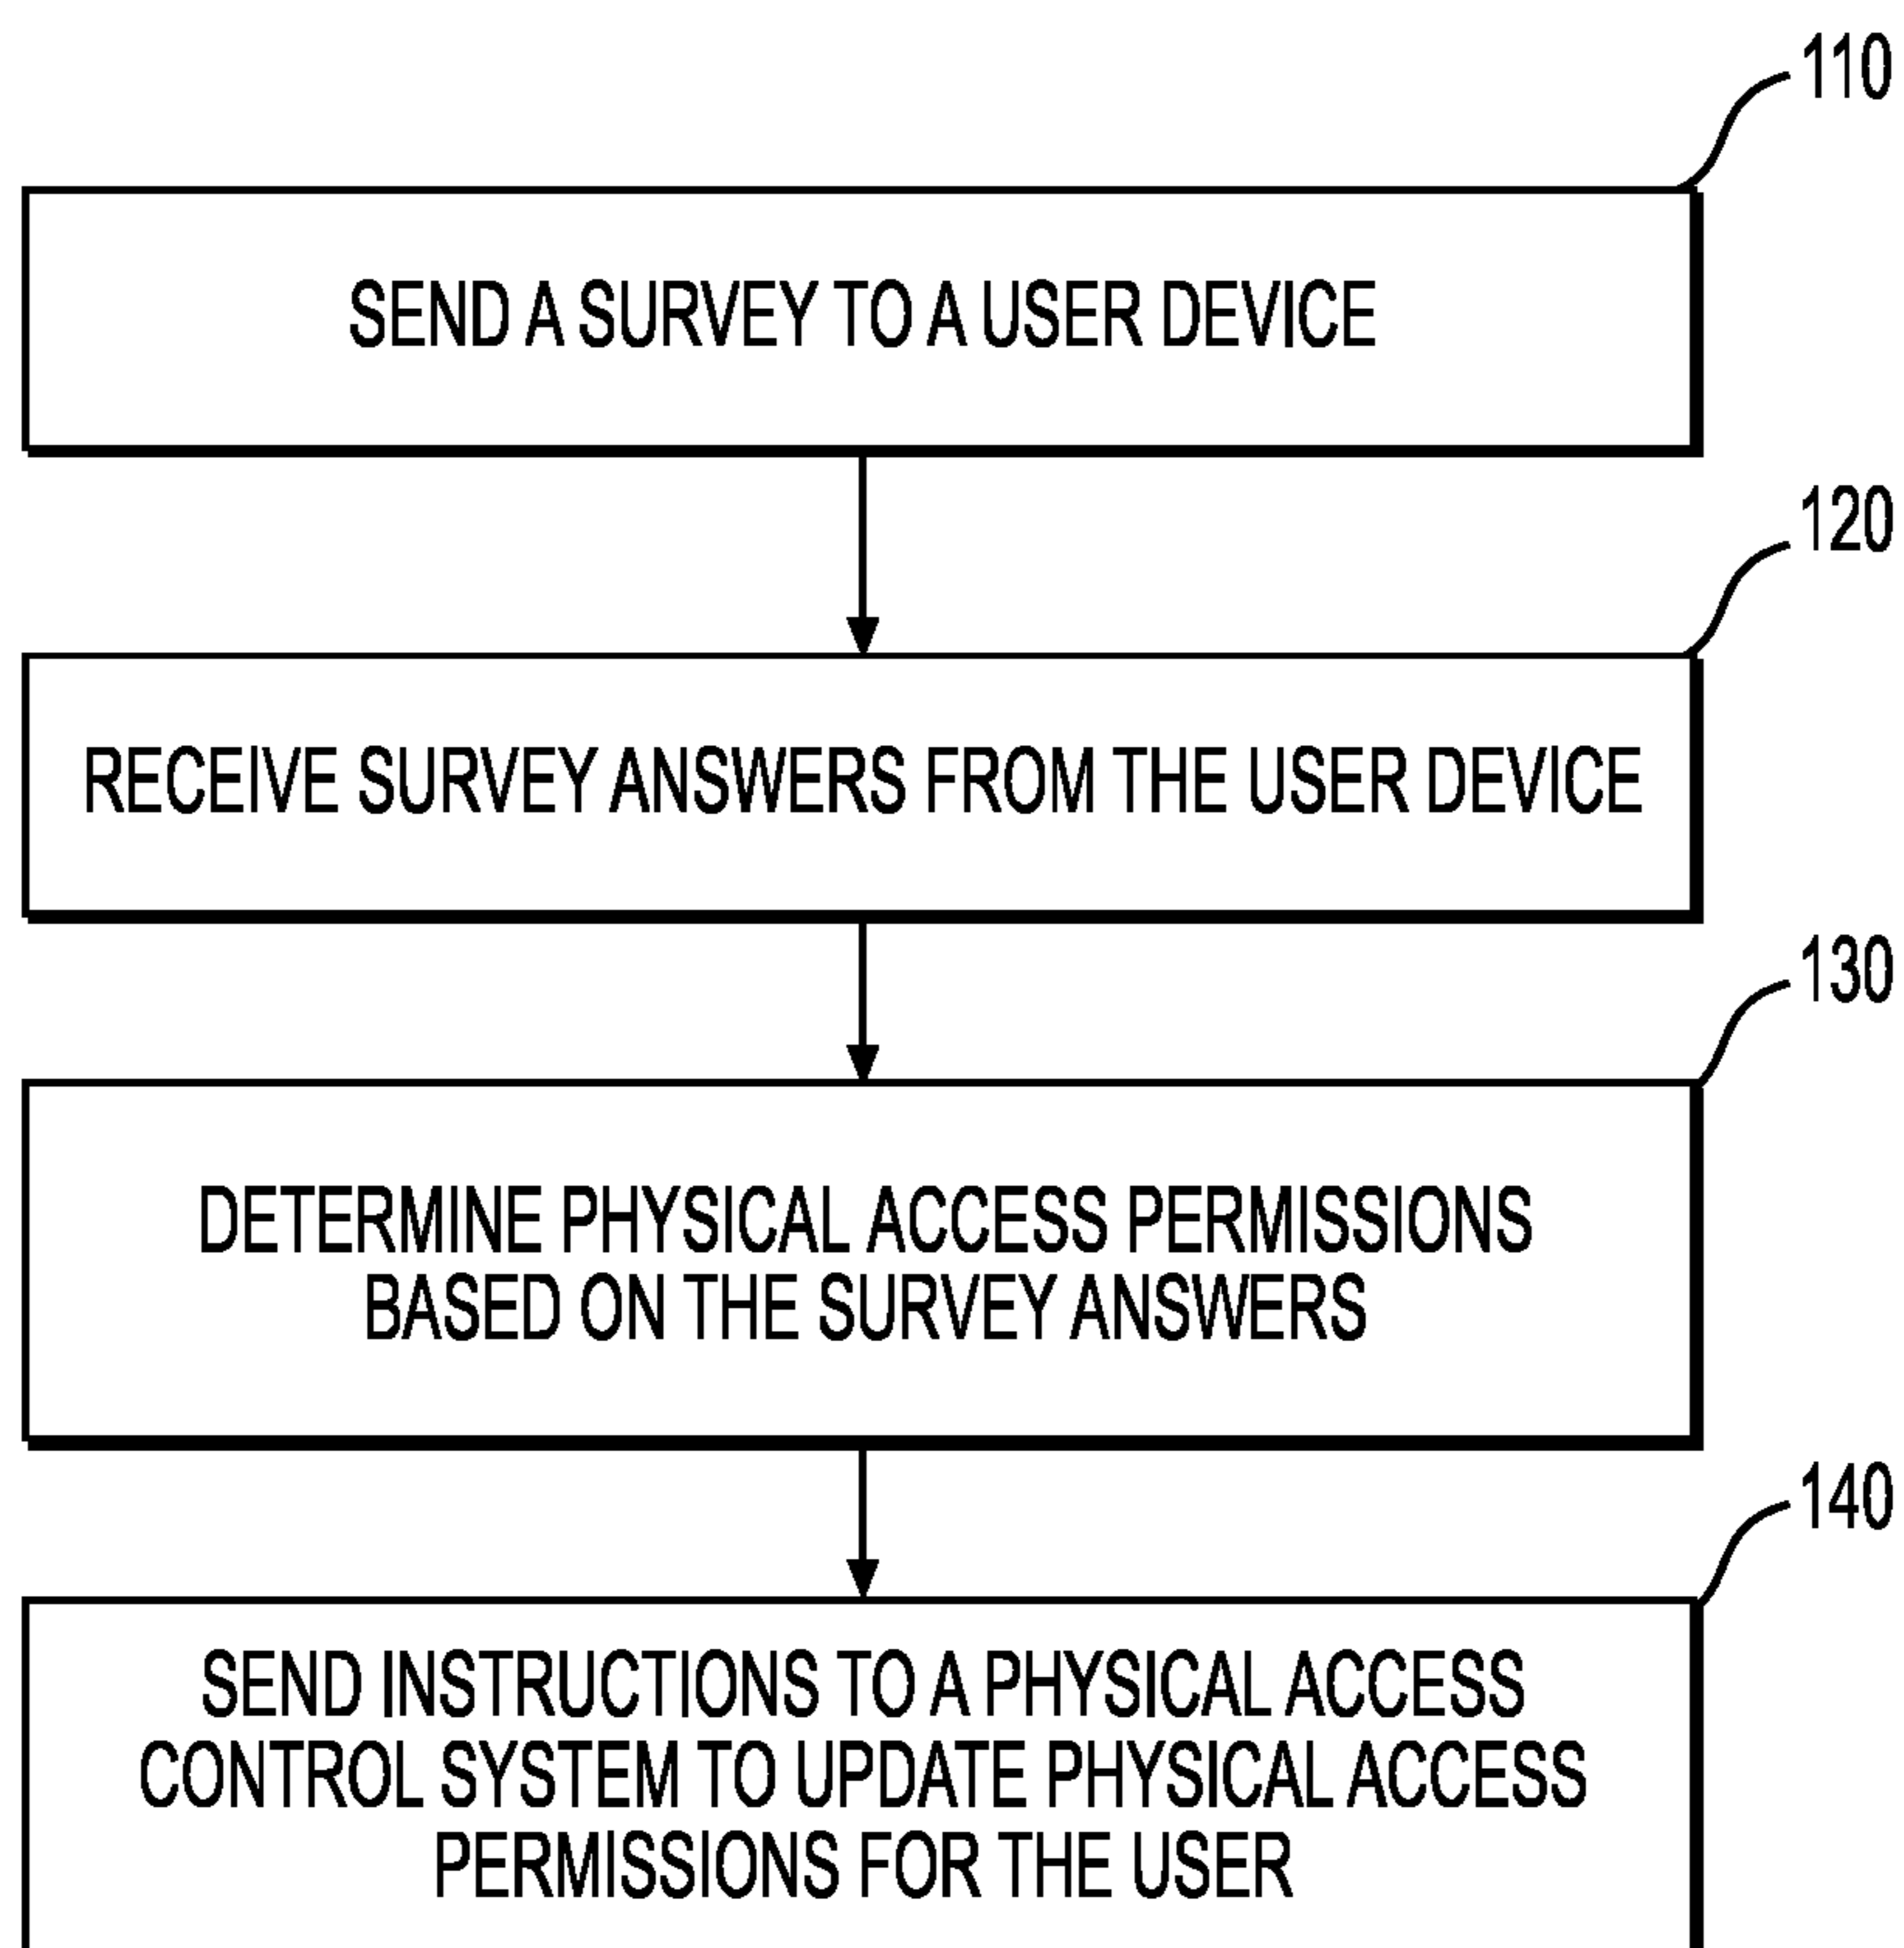 110
SEND A SURVEY TO A USER DEVICE
120
RECEIVE SURVEY ANSWERS FROM THE USER DEVICE
130
DETERMINE PHYSICAL ACCESS PERMISSIONS
BASED ON THE SURVEY ANSWERS
140
SEND INSTRUCTIONS TO A PHYSICAL ACCESS
CONTROL SYSTEM TO UPDATE PHYSICAL ACCESS
PERMISSIONS FOR THE USER